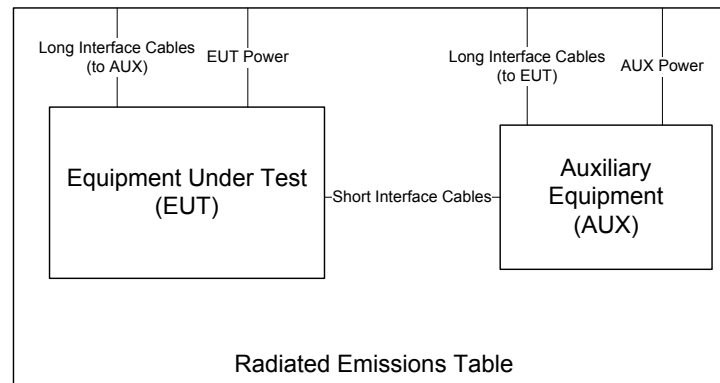 Long Interface Cables
(to AUX)
EUT Power
Long Interface Cables
(to EUT)
AUX Power
Equipment Under Test
(EUT)
Short Interface Cables
Auxiliary
Equipment
(AUX)
Radiated Emissions Table